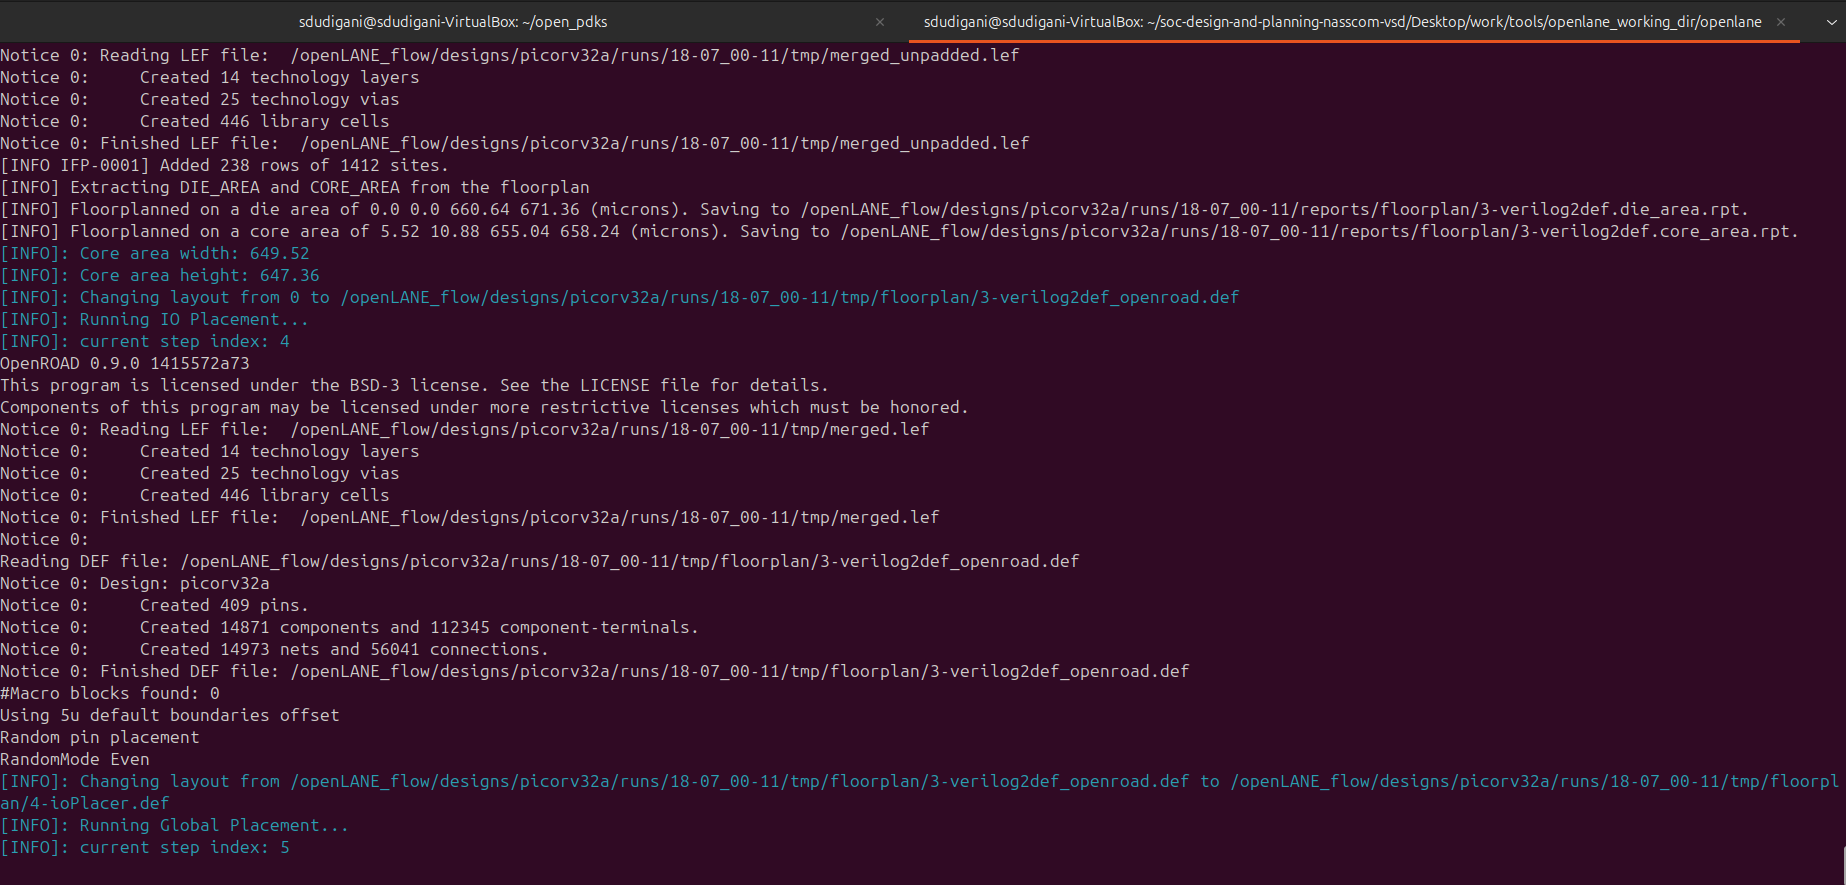 sdudigani@sdudigani-VirtualBox: ~/open_pdks
sdudigani@sdudigani-VirtualBox: ~/soc-design-and-planning-nasscom-vsd/Desktop/work/tools/openlane_working_dir/openlane
Notice 0: Reading LEF file:  /openLANE_flow/designs/picorv32a/runs/18-07_00-11/tmp/merged_unpadded.lef
Notice 0:     Created 14 technology layers
Notice 0:     Created 25 technology vias
Notice 0:     Created 446 library cells
Notice 0: Finished LEF file:  /openLANE_flow/designs/picorv32a/runs/18-07_00-11/tmp/merged_unpadded.lef
[INFO IFP-0001] Added 238 rows of 1412 sites.
[INFO] Extracting DIE_AREA and CORE_AREA from the floorplan
[INFO] Floorplanned on a die area of 0.0 0.0 660.64 671.36 (microns). Saving to /openLANE_flow/designs/picorv32a/runs/18-07_00-11/reports/floorplan/3-verilog2def.die_area.rpt.
[INFO] Floorplanned on a core area of 5.52 10.88 655.04 658.24 (microns). Saving to /openLANE_flow/designs/picorv32a/runs/18-07_00-11/reports/floorplan/3-verilog2def.core_area.rpt.
[INFO]: Core area width: 649.52
[INFO]: Core area height: 647.36
[INFO]: Changing layout from 0 to /openLANE_flow/designs/picorv32a/runs/18-07_00-11/tmp/floorplan/3-verilog2def_openroad.def
[INFO]: Running IO Placement...
[INFO]: current step index: 4
OpenROAD 0.9.0 1415572a73
This program is licensed under the BSD-3 license. See the LICENSE file for details.
Components of this program may be licensed under more restrictive licenses which must be honored.
Notice 0: Reading LEF file:  /openLANE_flow/designs/picorv32a/runs/18-07_00-11/tmp/merged.lef
Notice 0:     Created 14 technology layers
Notice 0:     Created 25 technology vias
Notice 0:     Created 446 library cells
Notice 0: Finished LEF file:  /openLANE_flow/designs/picorv32a/runs/18-07_00-11/tmp/merged.lef
Notice 0:
Reading DEF file: /openLANE_flow/designs/picorv32a/runs/18-07_00-11/tmp/floorplan/3-verilog2def_openroad.def
Notice 0: Design: picorv32a
Notice 0:     Created 409 pins.
Notice 0:     Created 14871 components and 112345 component-terminals.
Notice 0:     Created 14973 nets and 56041 connections.
Notice 0: Finished DEF file: /openLANE_flow/designs/picorv32a/runs/18-07_00-11/tmp/floorplan/3-verilog2def_openroad.def
#Macro blocks found: 0
Using 5u default boundaries offset
Random pin placement
RandomMode Even
[INFO]: Changing layout from /openLANE_flow/designs/picorv32a/runs/18-07_00-11/tmp/floorplan/3-verilog2def_openroad.def to /openLANE_flow/designs/picorv32a/runs/18-07_00-11/tmp/floorpl
an/4-ioPlacer.def
[INFO]: Running Global Placement...
[INFO]: current step index: 5